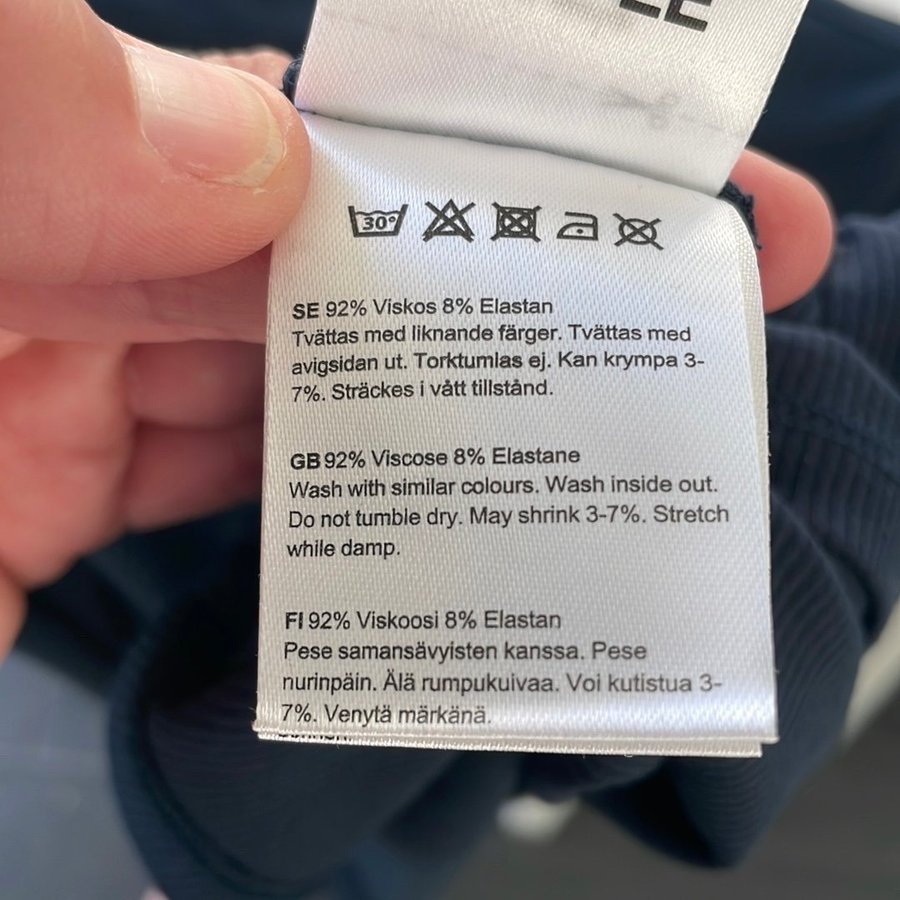 30°
SE 92% Viskos 8% Elastan
Tvättas med liknande färger. Tvättas med
avigsidan ut. Torktumlas ej. Kan krympa 3-
7%. Sträckes i vått tillstånd.
GB 92% Viscose 8% Elastane
Wash with similar colours. Wash inside out.
Do not tumble dry. May shrink 3-7%. Stretch
while damp.
FI 92% Viskoosi 8% Elastan
Pese samansävyisten kanssa. Pese
nurinpäin. Älä rumpukuivaa. Voi kutistua 3-
7%. Venytä märkänä.